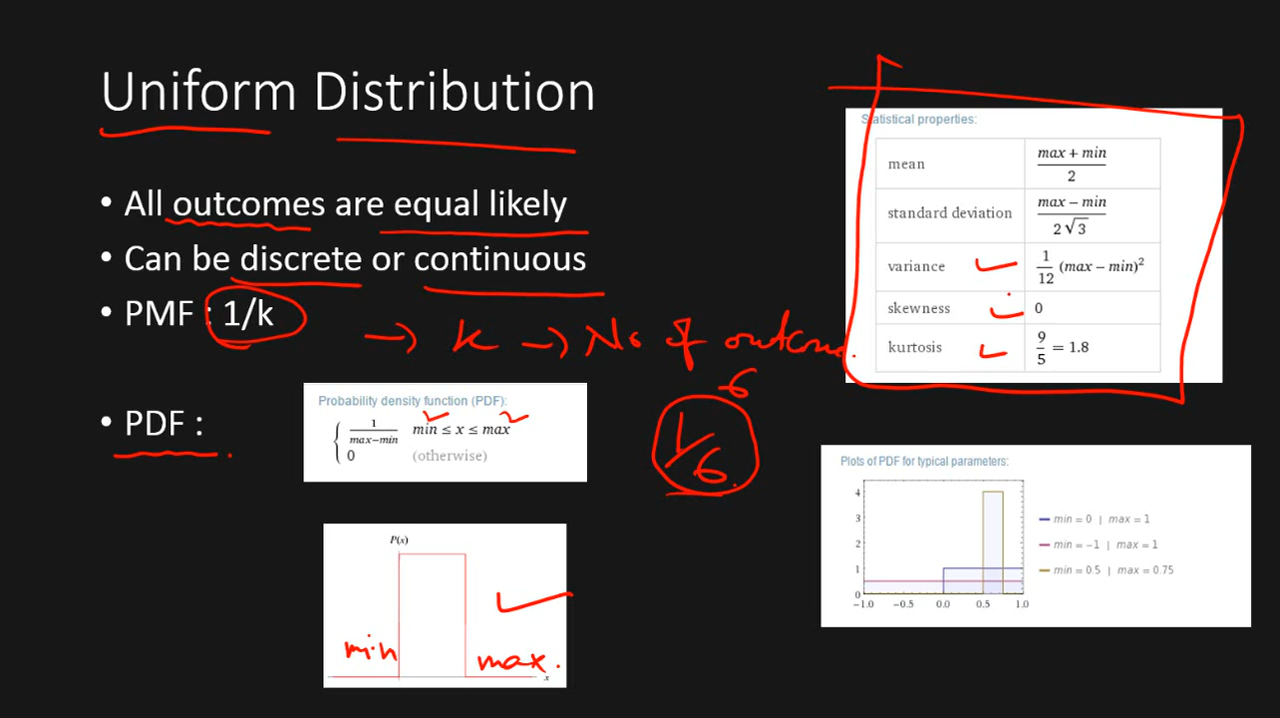 Uniform Distribution
• All outcomes are equal likely
• Can be discrete or continuous
• PMF : 1/k
→ k → No of outcome.
6
1/6.
• PDF :
Probability density function (PDF):
1/(max−min) min ≤ x ≤ max
0 (otherwise)
P(x)
min
max.
x
Statistical properties:
mean (max + min)/2
standard deviation (max − min)/(2√3)
variance 1/12 (max − min)²
skewness 0
kurtosis 9/5 = 1.8
Plots of PDF for typical parameters:
4
3
2
1
0
−1.0 −0.5 0.0 0.5 1.0
min = 0 | max = 1
min = −1 | max = 1
min = 0.5 | max = 0.75